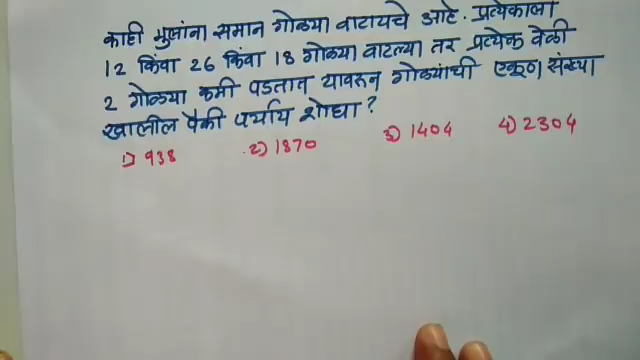 काही मुलांना समान गोळ्या वाटायचे आहे. प्रत्येकाला
12 किंवा 26 किंवा 18 गोळ्या वाटल्या तर प्रत्येक वेळी
2 गोळ्या कमी पडतात यावरून गोळ्यांची एकूण संख्या
खालील पैकी पर्याय शोधा?
1) 938 2) 1870 3) 1404 4) 2304